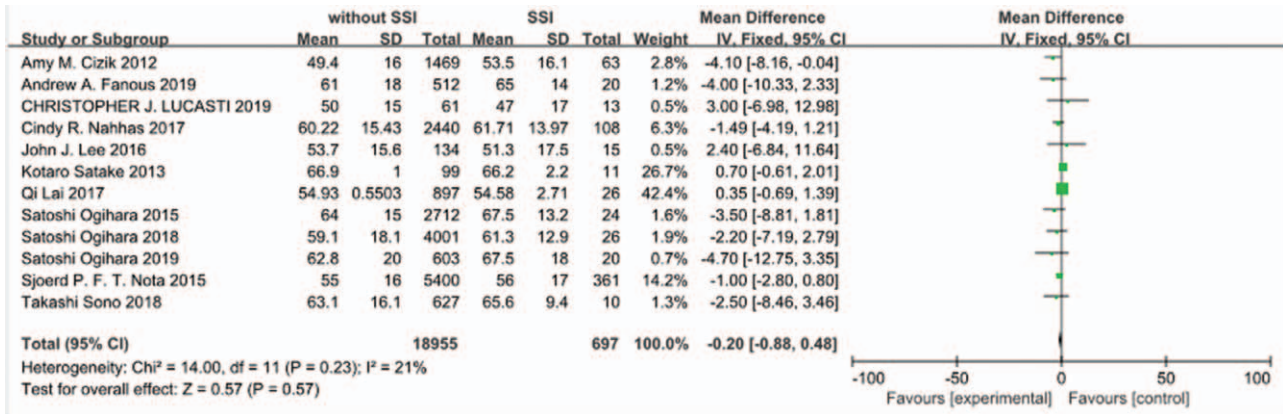 without SSI SSI Mean Difference Mean Difference
Study or Subgroup Mean SD Total Mean SD Total Weight IV, Fixed, 95% CI IV, Fixed, 95% CI
Amy M. Cizik 2012 49.4 16 1469 53.5 16.1 63 2.8% -4.10 [-8.16, -0.04]
Andrew A. Fanous 2019 61 18 512 65 14 20 1.2% -4.00 [-10.33, 2.33]
CHRISTOPHER J. LUCASTI 2019 50 15 61 47 17 13 0.5% 3.00 [-6.98, 12.98]
Cindy R. Nahhas 2017 60.22 15.43 2440 61.71 13.97 108 6.3% -1.49 [-4.19, 1.21]
John J. Lee 2016 53.7 15.6 134 51.3 17.5 15 0.5% 2.40 [-6.84, 11.64]
Kotaro Satake 2013 66.9 1 99 66.2 2.2 11 26.7% 0.70 [-0.61, 2.01]
Qi Lai 2017 54.93 0.5503 897 54.58 2.71 26 42.4% 0.35 [-0.69, 1.39]
Satoshi Ogihara 2015 64 15 2712 67.5 13.2 24 1.6% -3.50 [-8.81, 1.81]
Satoshi Ogihara 2018 59.1 18.1 4001 61.3 12.9 26 1.9% -2.20 [-7.19, 2.79]
Satoshi Ogihara 2019 62.8 20 603 67.5 18 20 0.7% -4.70 [-12.75, 3.35]
Sjoerd P. F. T. Nota 2015 55 16 5400 56 17 361 14.2% -1.00 [-2.80, 0.80]
Takashi Sono 2018 63.1 16.1 627 65.6 9.4 10 1.3% -2.50 [-8.46, 3.46]
Total (95% CI) 18955 697 100.0% -0.20 [-0.88, 0.48]
Heterogeneity: Chi² = 14.00, df = 11 (P = 0.23); I² = 21%
Test for overall effect: Z = 0.57 (P = 0.57)
-100 -50 0 50 100
Favours [experimental] Favours [control]